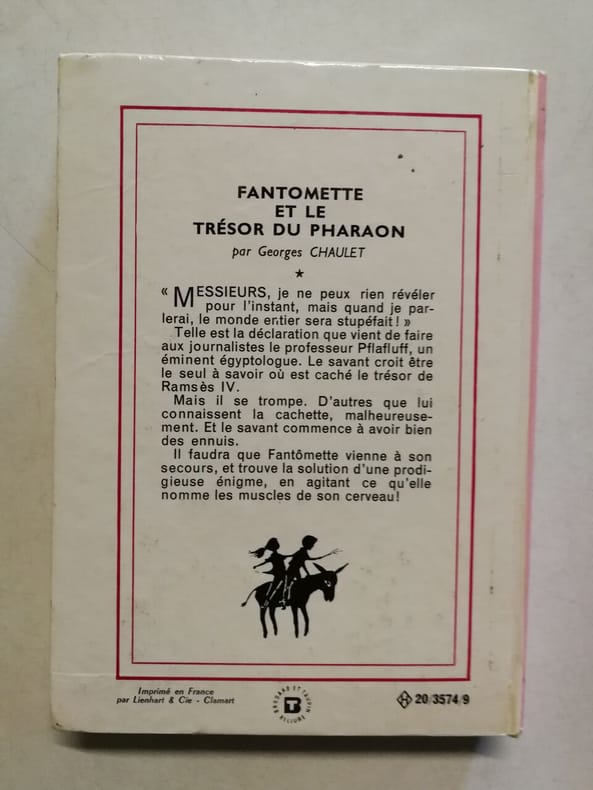 FANTOMETTE
ET LE
TRÉSOR DU PHARAON
par Georges CHAULET
« MESSIEURS, je ne peux rien révéler
pour l'instant, mais quand je par-
lerai, le monde entier sera stupéfait ! »
Telle est la déclaration que vient de faire
aux journalistes le professeur Pflafluff, un
éminent égyptologue. Le savant croit être
le seul à savoir où est caché le trésor de
Ramsès IV.
Mais il se trompe. D'autres que lui
connaissent la cachette, malheureuse-
ment. Et le savant commence à avoir bien
des ennuis.
Il faudra que Fantômette vienne à son
secours, et trouve la solution d'une prodi-
gieuse énigme, en agitant ce qu'elle
nomme les muscles de son cerveau !
Imprimé en France
par Lienhart & Cie - Clamart
BRODARD ET TAUPIN
RELIURE
H 20/3574/9